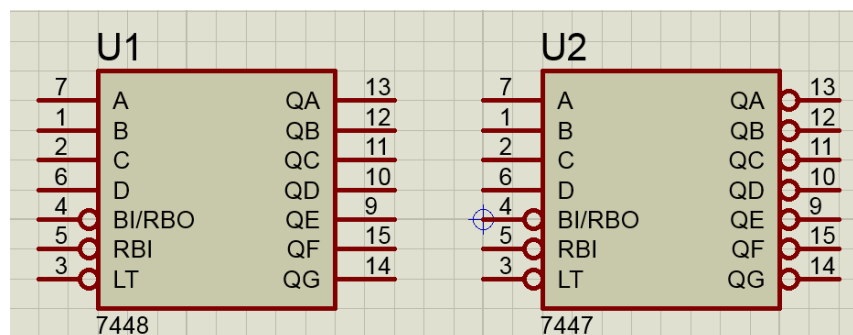 U1 U2
7 A QA 13 7 A QA 13
1 B QB 12 1 B QB 12
2 C QC 11 2 C QC 11
6 D QD 10 6 D QD 10
4 BI/RBO QE 9 4 BI/RBO QE 9
5 RBI QF 15 5 RBI QF 15
3 LT QG 14 3 LT QG 14
7448 7447